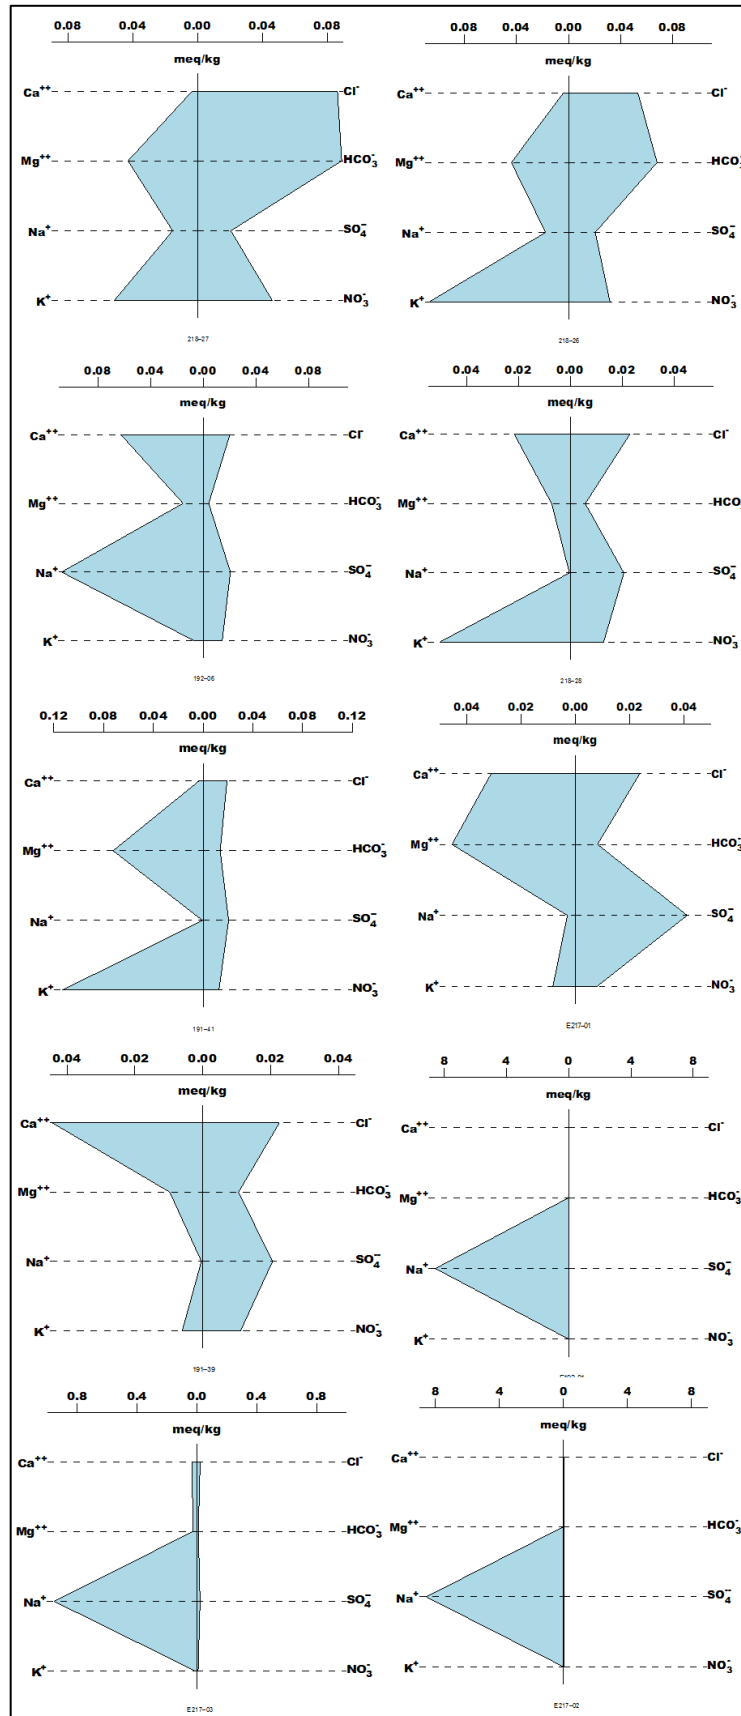 0.08 0.04 0.00 0.04 0.08
meq/kg
Ca++ Cl-
Mg++ HCO3-
Na+ SO4--
K+ NO3-
218-27
0.08 0.04 0.00 0.04 0.08
meq/kg
Ca++ Cl-
Mg++ HCO3
Na+ SO4--
K+ NO3-
218-26
0.08 0.04 0.00 0.04 0.08
meq/kg
Ca++ Cl-
Mg++ HCO3-
Na+ SO4--
K+ NO3-
192-06
0.04 0.02 0.00 0.02 0.04
meq/kg
Ca++ Cl-
Mg++ HCO3
Na+ SO4--
K+ NO3-
218-28
0.12 0.08 0.04 0.00 0.04 0.08 0.12
meq/kg
Ca++ Cl-
Mg++ HCO3-
Na+ SO4--
K+ NO3-
191-41
0.04 0.02 0.00 0.02 0.04
meq/kg
Ca++ Cl-
Mg++ HCO3-
Na+ SO4--
K+ NO3-
E217-01
0.04 0.02 0.00 0.02 0.04
meq/kg
Ca++ Cl-
Mg++ HCO3-
Na+ SO4--
K+ NO3-
191-39
8 4 0 4 8
meq/kg
Ca++ Cl-
Mg++ HCO3-
Na+ SO4--
K+ NO3-
0.8 0.4 0.0 0.4 0.8
meq/kg
Ca++ Cl-
Mg++ HCO3-
Na+ SO4--
K+ NO3-
E217-03
8 4 0 4 8
meq/kg
Ca++ Cl-
Mg++ HCO3-
Na+ SO4--
K+ NO3-
E217-02